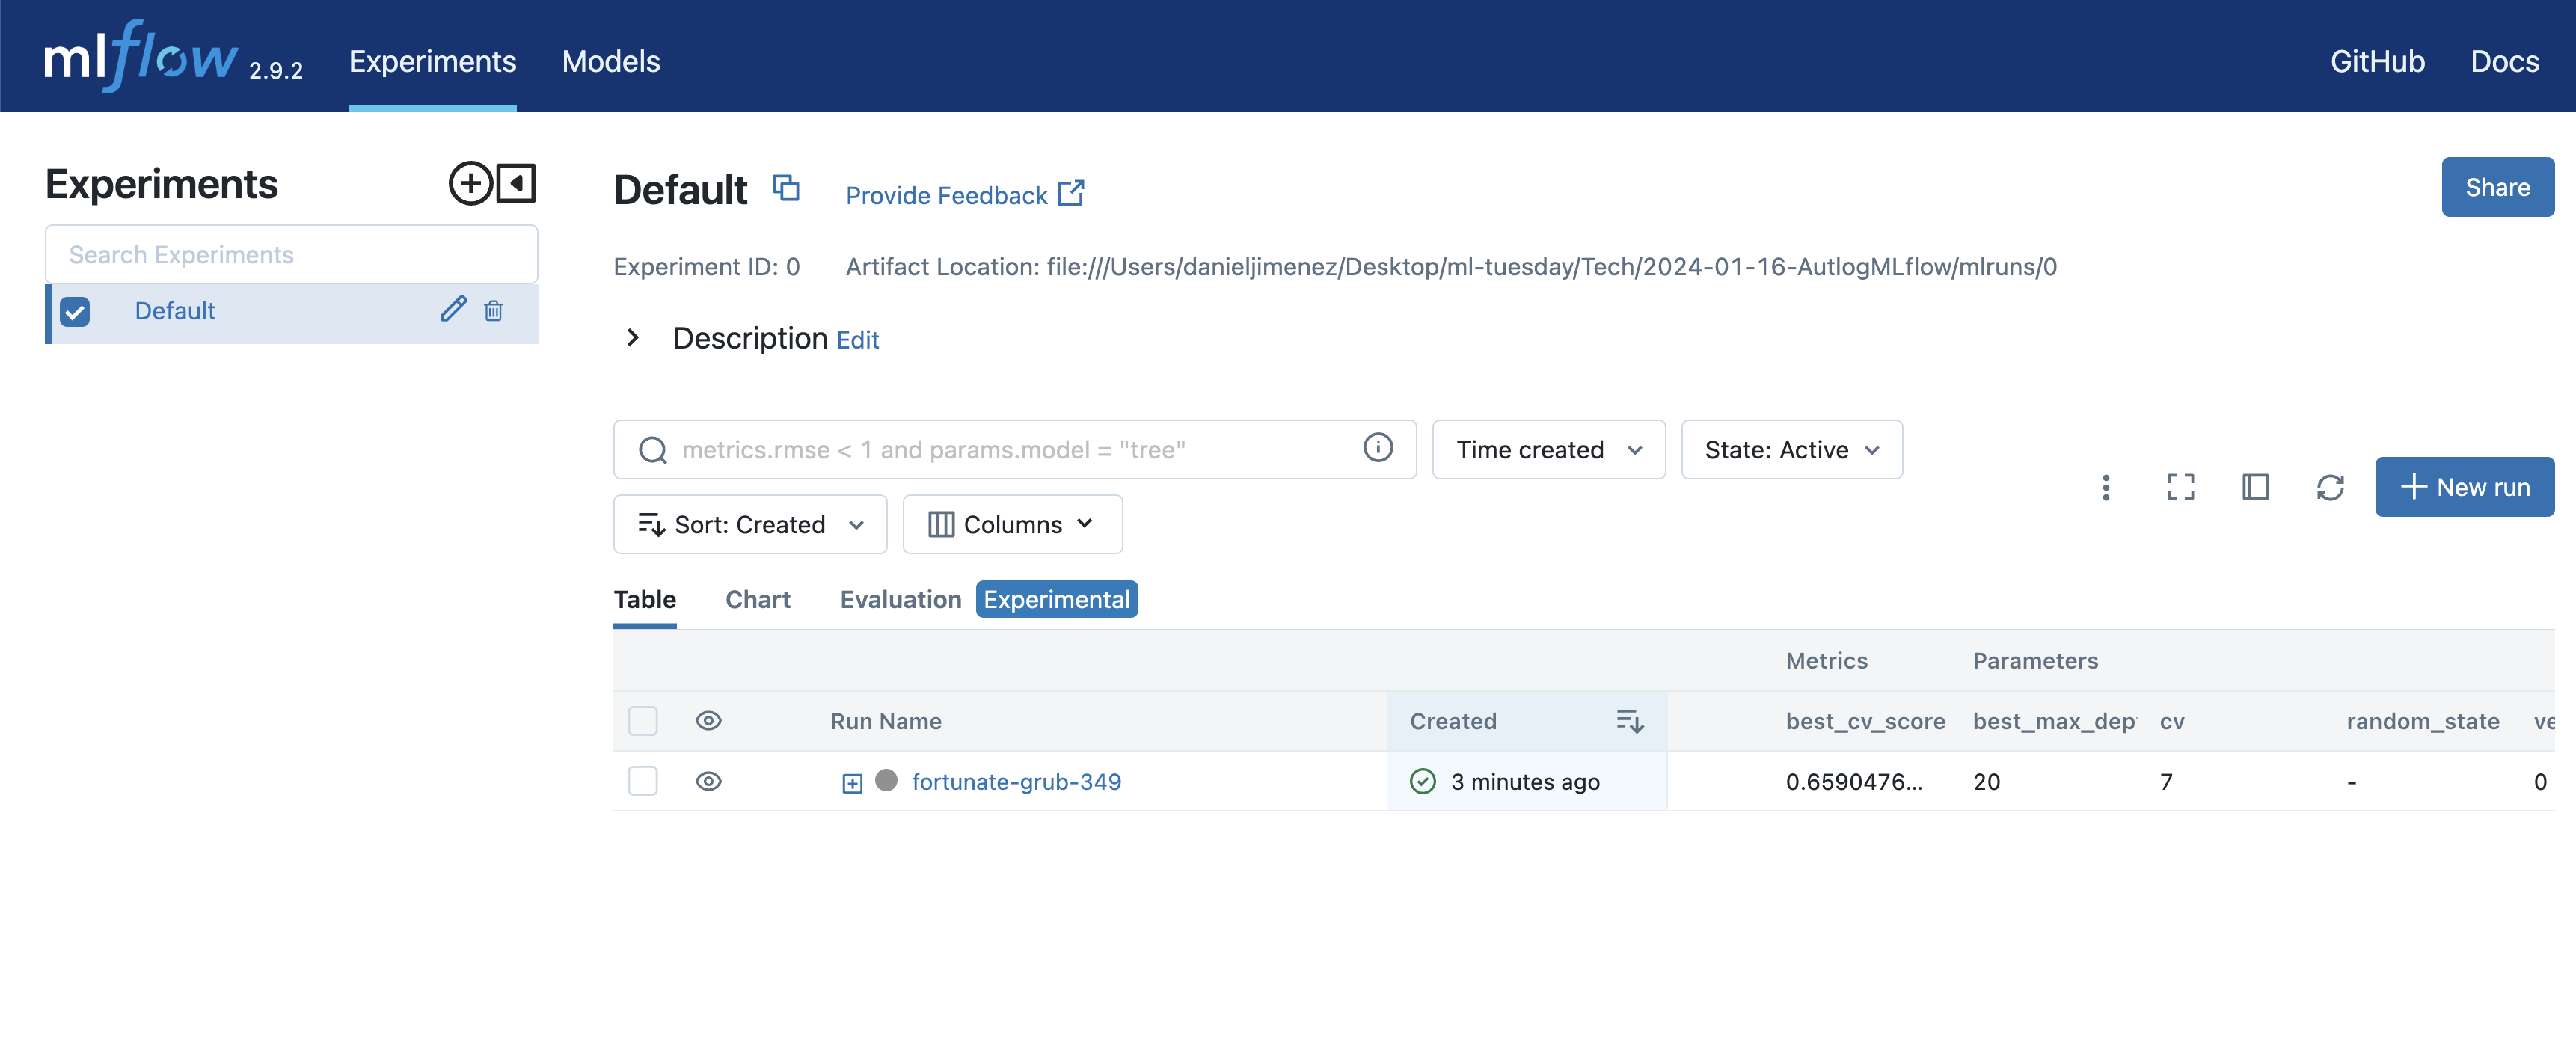 mlflow 2.9.2 Experiments Models GitHub Docs
Experiments
Search Experiments
Default
Default Provide Feedback Share
Experiment ID: 0 Artifact Location: file:///Users/danieljimenez/Desktop/ml-tuesday/Tech/2024-01-16-AutlogMLflow/mlruns/0
Description Edit
metrics.rmse < 1 and params.model = "tree" Time created State: Active
New run
Sort: Created Columns
Table Chart Evaluation Experimental
Metrics Parameters
Run Name Created best_cv_score best_max_dep cv random_state ve
fortunate-grub-349 3 minutes ago 0.6590476... 20 7 - 0